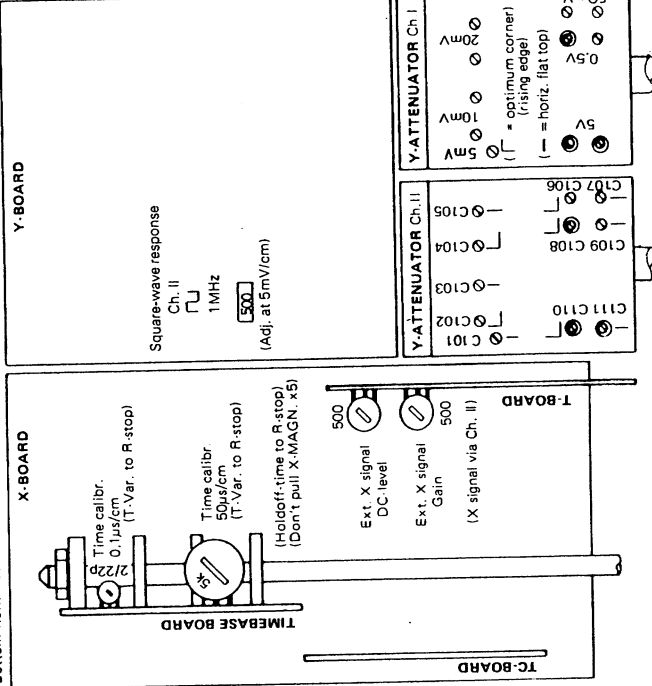 Y-BOARD
Square-wave response
Ch. II
1MHz
500
(Adj. at 5mV/cm)
Y-ATTENUATOR Ch I
5mV
10mV
20mV
= optimum corner)
(rising edge)
(— = horiz. flat top)
0.5V
5V
Y-ATTENUATOR Ch.II
C 101
C102
C103
C104
C105
C107 C106
C109 C108
C111 C110
X-BOARD
Time calibr.
0.1µs/cm
(T-Var. to R-stop)
2/22p
Time calibr.
50µs/cm
(T-Var. to R-stop)
5k
(Holdoff-time to R-stop)
(Don't pull X-MAGN. x5)
TIMEBASE BOARD
500
Ext. X signal
DC-level
Ext. X signal
Gain
500
(X signal via Ch. II)
T-BOARD
TC-BOARD